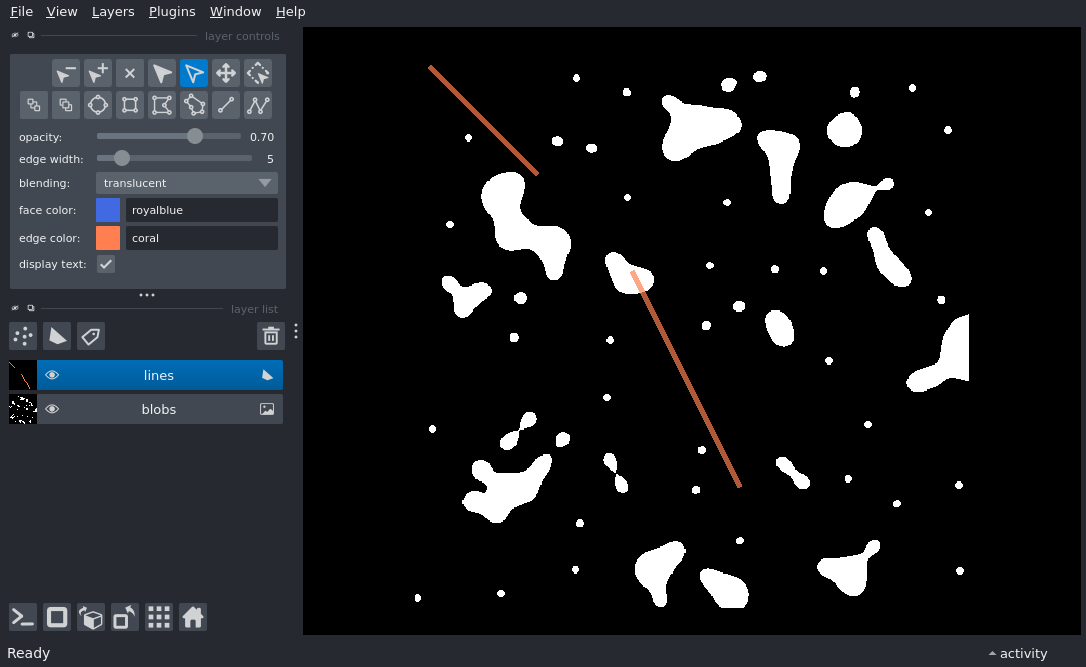 File View Layers Plugins Window Help
layer controls
opacity: 0.70
edge width: 5
blending: translucent
face color: royalblue
edge color: coral
display text:
layer list
lines
blobs
Ready
activity